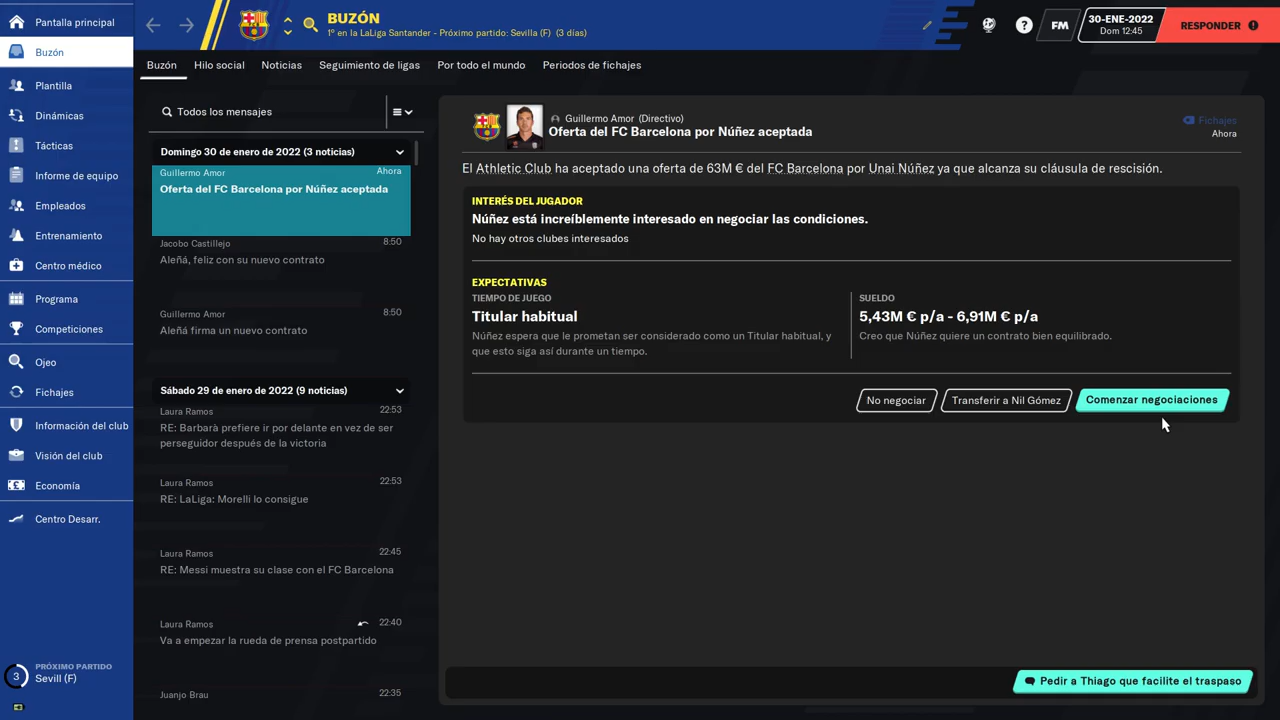 Pantalla principal
Buzón
Plantilla
Dinámicas
Tácticas
Informe de equipo
Empleados
Entrenamiento
Centro médico
Programa
Competiciones
Ojeo
Fichajes
Información del club
Visión del club
Economía
Centro Desarr.
3
PRÓXIMO PARTIDO
Sevill (F)
BUZÓN
1º en la LaLiga Santander - Próximo partido: Sevilla (F) (3 días)
FM
30-ENE-2022
Dom 12:45
RESPONDER
Buzón
Hilo social
Noticias
Seguimiento de ligas
Por todo el mundo
Periodos de fichajes
Todos los mensajes
Domingo 30 de enero de 2022 (3 noticias)
Guillermo Amor Ahora
Oferta del FC Barcelona por Núñez aceptada
Jacobo Castillejo 8:50
Aleñá, feliz con su nuevo contrato
Guillermo Amor 8:50
Aleñá firma un nuevo contrato
Sábado 29 de enero de 2022 (9 noticias)
Laura Ramos 22:53
RE: Barbarà prefiere ir por delante en vez de ser
perseguidor después de la victoria
Laura Ramos 22:53
RE: LaLiga: Morelli lo consigue
Laura Ramos 22:45
RE: Messi muestra su clase con el FC Barcelona
Laura Ramos 22:40
Va a empezar la rueda de prensa postpartido
Juanjo Brau 22:35
Guillermo Amor (Directivo)
Oferta del FC Barcelona por Núñez aceptada
Fichajes
Ahora
El Athletic Club ha aceptado una oferta de 63M € del FC Barcelona por Unai Núñez ya que alcanza su cláusula de rescisión.
INTERÉS DEL JUGADOR
Núñez está increíblemente interesado en negociar las condiciones.
No hay otros clubes interesados
EXPECTATIVAS
TIEMPO DE JUEGO
Titular habitual
Núñez espera que le prometan ser considerado como un Titular habitual, y
que esto siga así durante un tiempo.
SUELDO
5,43M € p/a - 6,91M € p/a
Creo que Núñez quiere un contrato bien equilibrado.
No negociar
Transferir a Nil Gómez
Comenzar negociaciones
Pedir a Thiago que facilite el traspaso